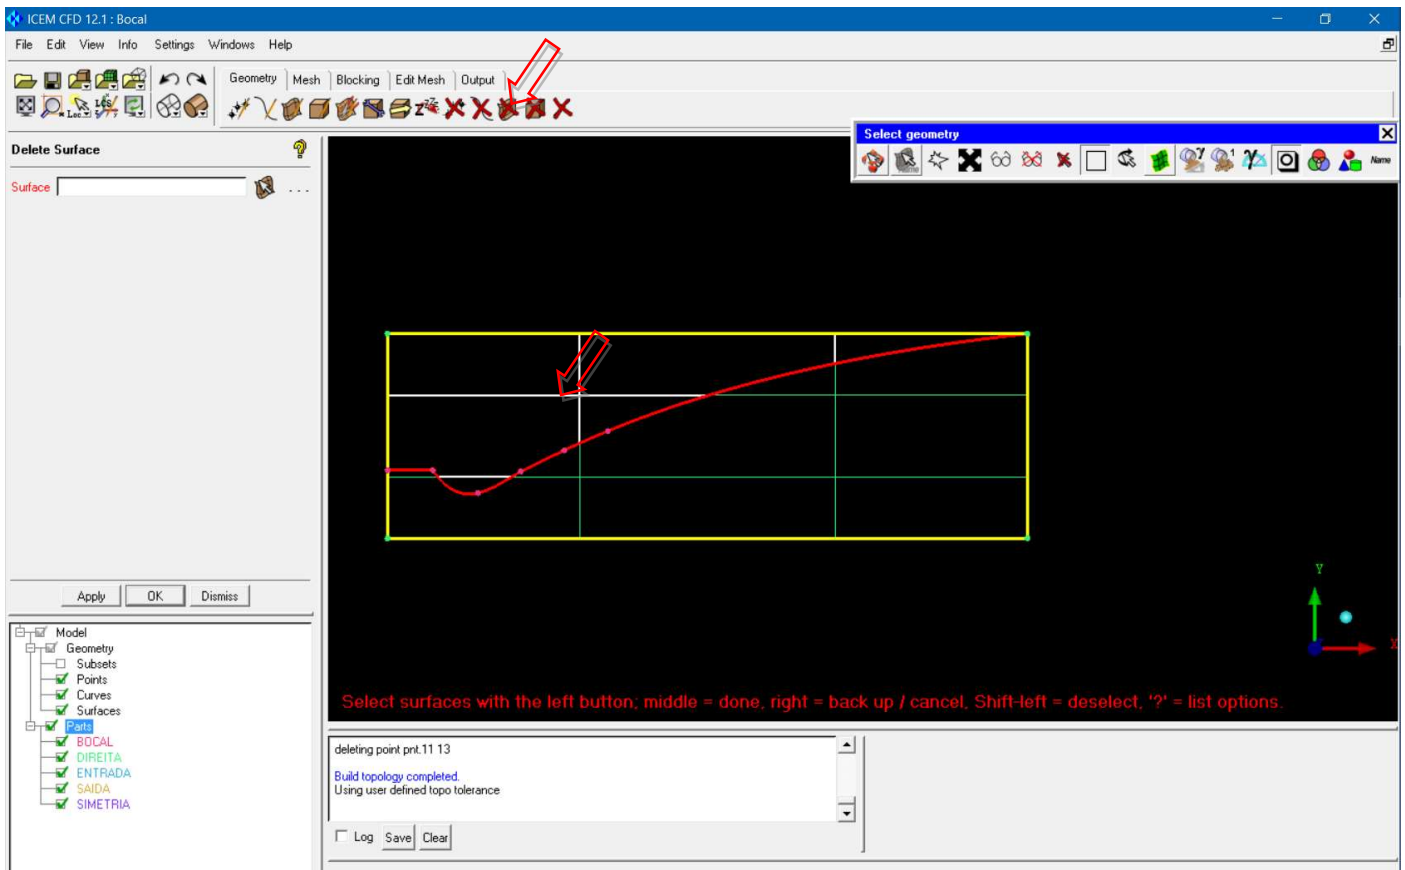 ICEM CFD 12.1 : Bocal
File Edit View Info Settings Windows Help
Geometry Mesh Blocking Edit Mesh Output
Select geometry
Delete Surface
Surface
...
Name
Apply OK Dismiss
Model
Geometry
Subsets
Points
Curves
Surfaces
Parts
BOCAL
DIREITA
ENTRADA
SAIDA
SIMETRIA
Y
X
Select surfaces with the left button; middle = done, right = back up / cancel, Shift-left = deselect, '?' = list options.
deleting point pnt.11 13
Build topology completed.
Using user defined topo tolerance
Log Save Clear